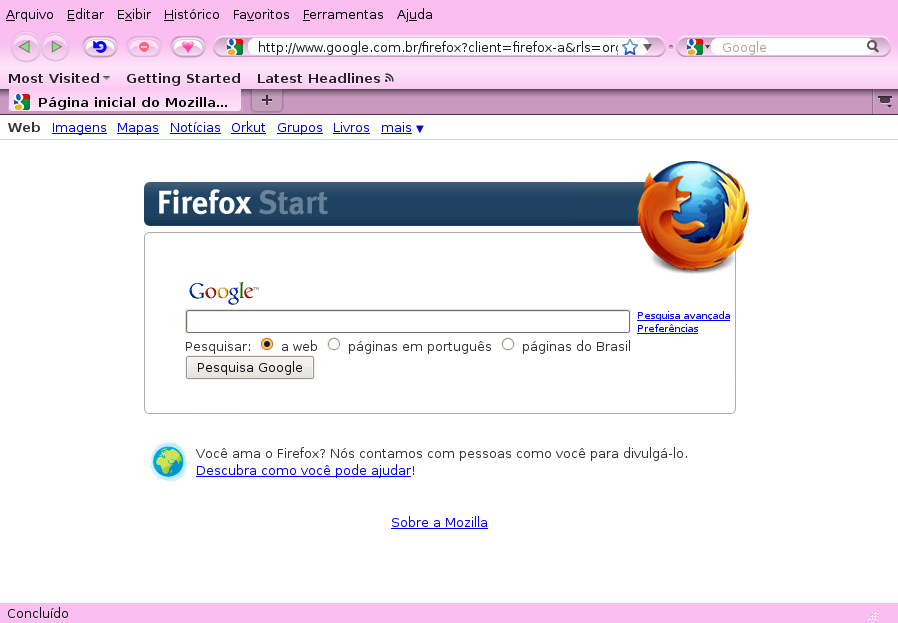 Arquivo Editar Exibir Histórico Favoritos Ferramentas Ajuda
http://www.google.com.br/firefox?client=firefox-a&rls=org Google
Most Visited Getting Started Latest Headlines
Página inicial do Mozilla... +
Web Imagens Mapas Notícias Orkut Grupos Livros mais ▼
Firefox Start
Google™
Pesquisa avançada
Preferências
Pesquisar: a web páginas em português páginas do Brasil
Pesquisa Google
Você ama o Firefox? Nós contamos com pessoas como você para divulgá-lo.
Descubra como você pode ajudar!
Sobre a Mozilla
Concluído